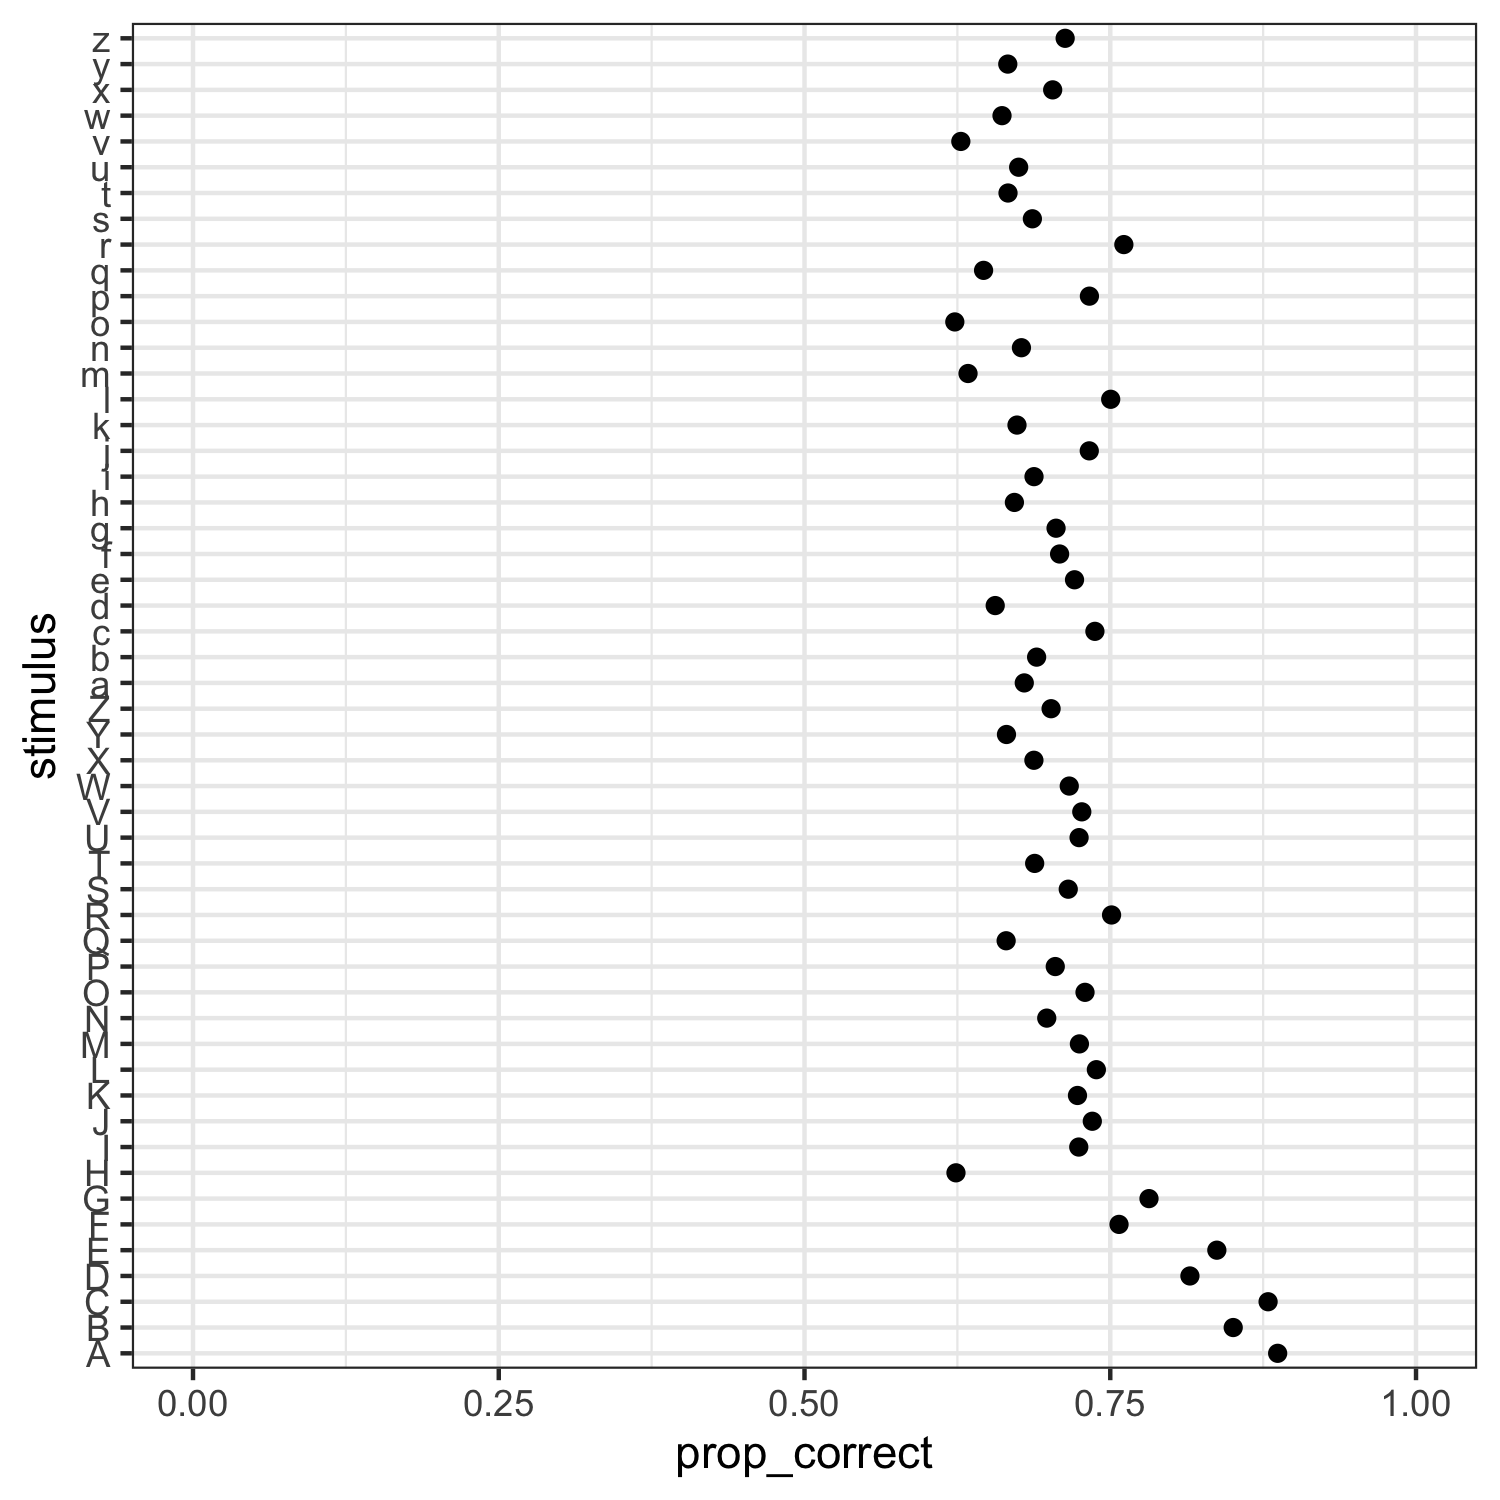 z
y
x
w
v
u
t
s
r
q
p
o
n
m
l
k
j
i
h
g
f
e
d
c
b
a
Z
Y
X
W
V
U
T
S
R
Q
P
O
N
M
L
K
J
I
H
G
F
E
D
C
B
A
stimulus
0.00 0.25 0.50 0.75 1.00
prop_correct